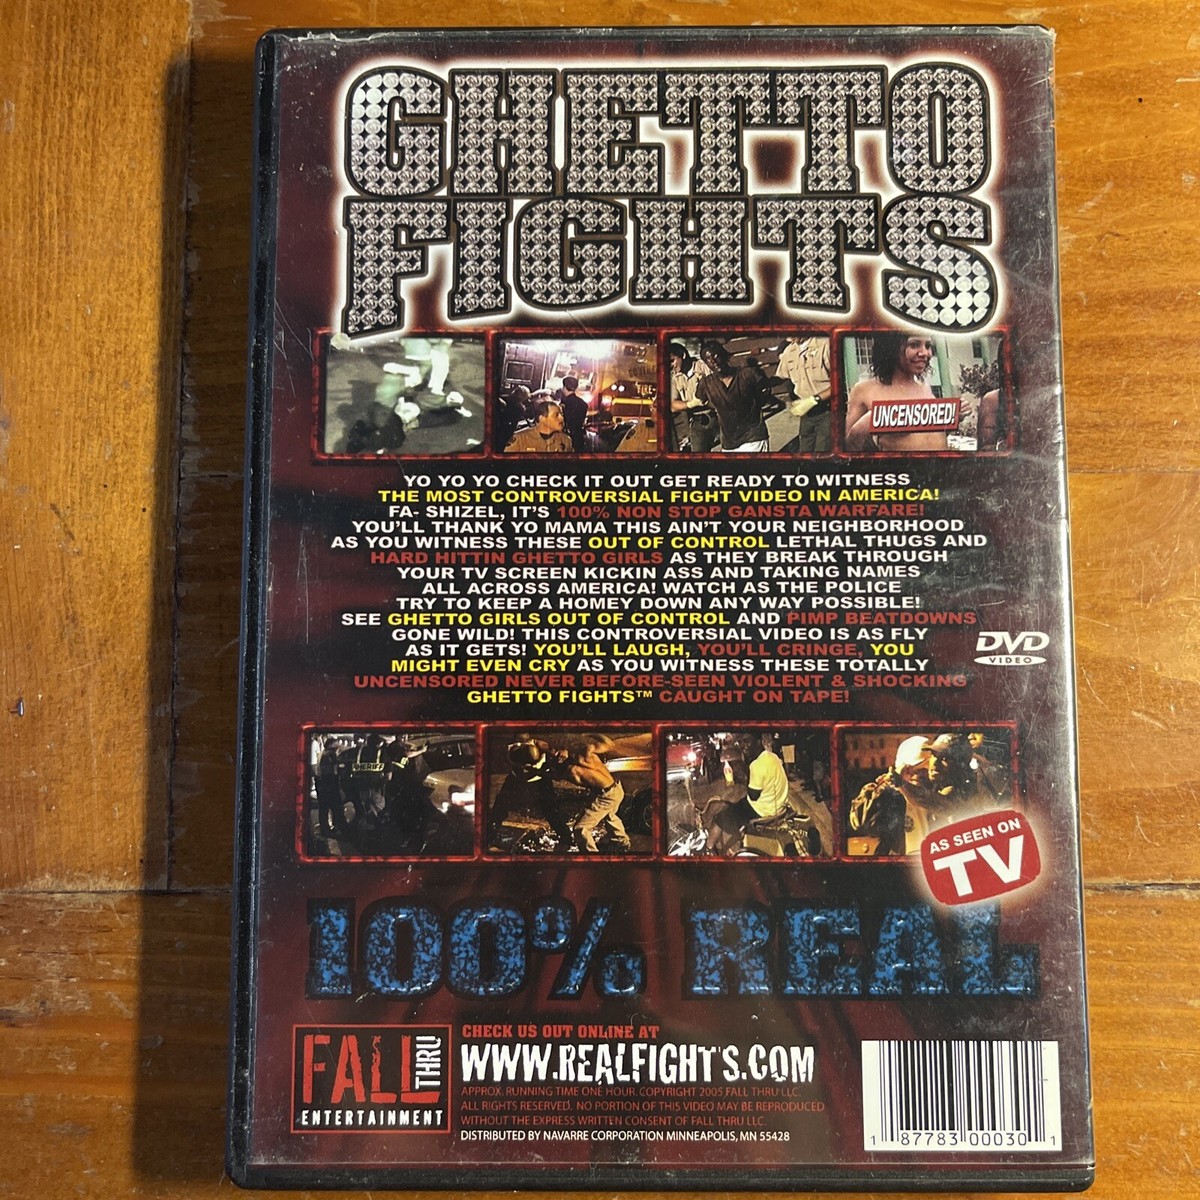 GHETTO
FIGHTS
UNCENSORED!
YO YO YO CHECK IT OUT GET READY TO WITNESS
THE MOST CONTROVERSIAL FIGHT VIDEO IN AMERICA!
FA- SHIZEL, IT'S 100% NON STOP GANSTA WARFARE!
YOU'LL THANK YO MAMA THIS AIN'T YOUR NEIGHBORHOOD
AS YOU WITNESS THESE OUT OF CONTROL LETHAL THUGS AND
HARD HITTIN GHETTO GIRLS AS THEY BREAK THROUGH
YOUR TV SCREEN KICKIN ASS AND TAKING NAMES
ALL ACROSS AMERICA! WATCH AS THE POLICE
TRY TO KEEP A HOMEY DOWN ANY WAY POSSIBLE!
SEE GHETTO GIRLS OUT OF CONTROL AND PIMP BEATDOWNS
GONE WILD! THIS CONTROVERSIAL VIDEO IS AS FLY
AS IT GETS! YOU'LL LAUGH, YOU'LL CRINGE, YOU
MIGHT EVEN CRY AS YOU WITNESS THESE TOTALLY
UNCENSORED NEVER BEFORE-SEEN VIOLENT & SHOCKING
GHETTO FIGHTS™ CAUGHT ON TAPE!
DVD
VIDEO
SHERIFF
AS SEEN ON
TV
100% REAL
FALL
THRU
ENTERTAINMENT
CHECK US OUT ONLINE AT
WWW.REALFIGHTS.COM
APPROX. RUNNING TIME ONE HOUR. COPYRIGHT 2005 FALL THRU LLC.
ALL RIGHTS RESERVED. NO PORTION OF THIS VIDEO MAY BE REPRODUCED
WITHOUT THE EXPRESS WRITTEN CONSENT OF FALL THRU LLC.
DISTRIBUTED BY NAVARRE CORPORATION MINNEAPOLIS, MN 55428
1 87783 00030 1